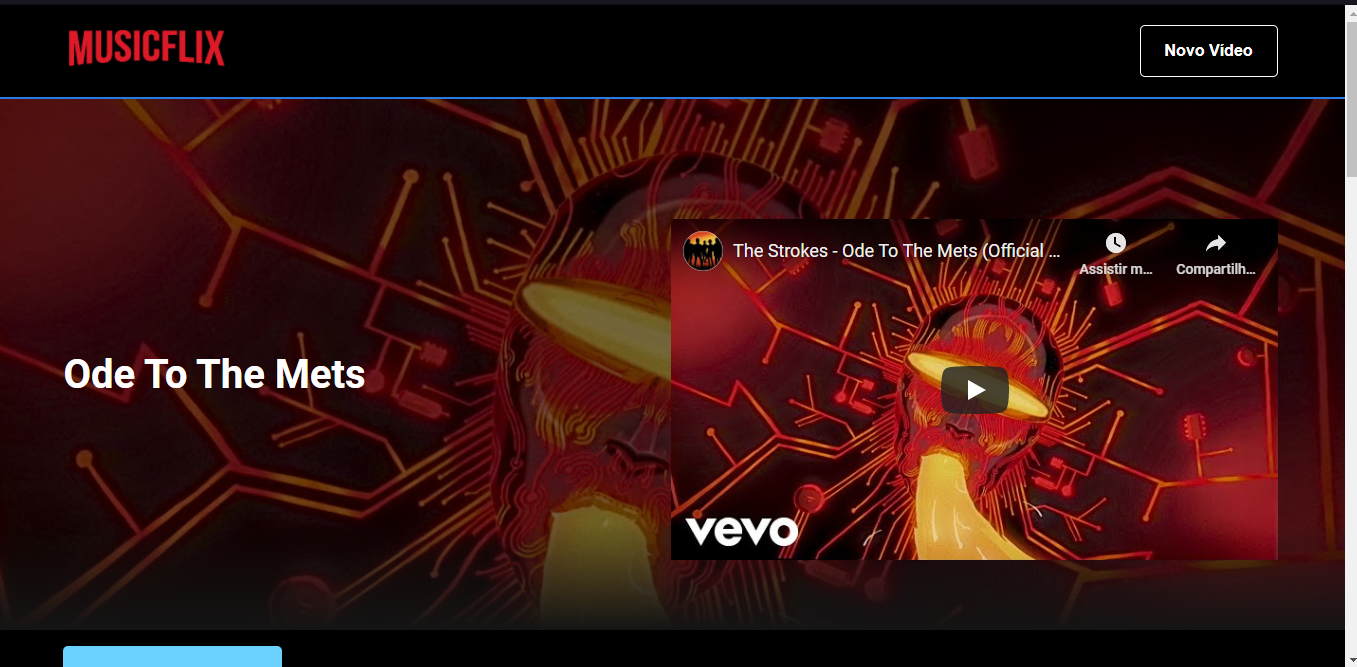 MUSICFLIX
Novo Vídeo
The Strokes - Ode To The Mets (Official ...
Assistir m...
Compartilh...
Ode To The Mets
vevo